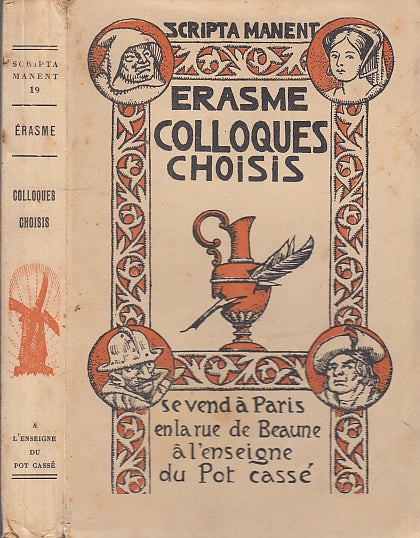 SCRIPTA
MANENT
19
ÉRASME
COLLOQUES
CHOISIS
A
L'ENSEIGNE
DU
POT CASSÉ
SCRIPTA MANENT
ERASME
COLLOQUES
CHOISIS
se vend à Paris
en la rue de Beaune
à l'enseigne
du Pot cassé